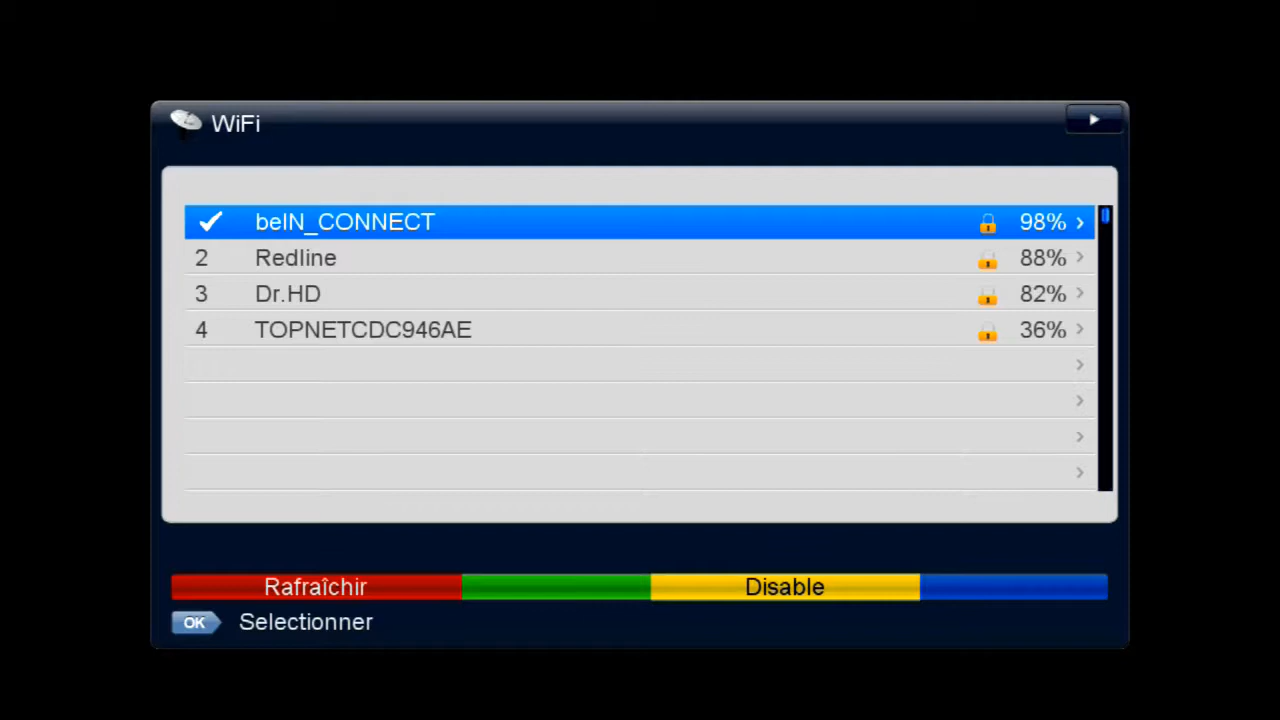 WiFi
beIN_CONNECT 98%
2 Redline 88%
3 Dr.HD 82%
4 TOPNETCDC946AE 36%
Rafraîchir Disable
OK Selectionner